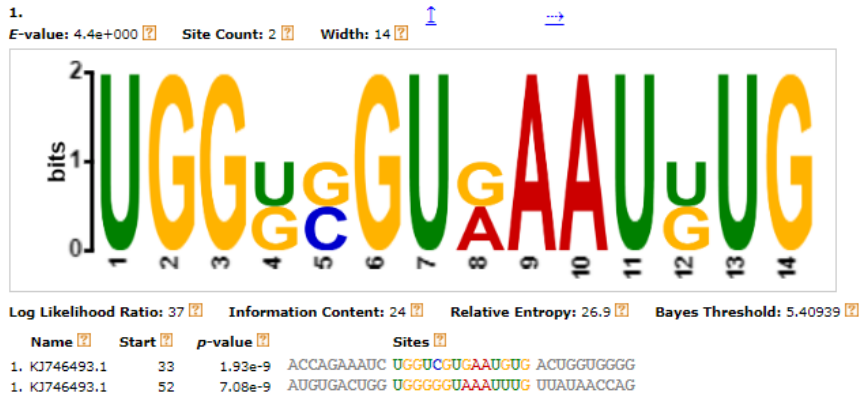 1. ↥ ⤑
E-value: 4.4e+000 ? Site Count: 2 ? Width: 14 ?
bits
2
1
0
UGGUGGUGAAUUUG
GCAG
1 2 3 4 5 6 7 8 9 10 11 12 13 14
Log Likelihood Ratio: 37 ? Information Content: 24 ? Relative Entropy: 26.9 ? Bayes Threshold: 5.40939 ?
Name ? Start ? p-value ? Sites ?
1. KJ746493.1 33 1.93e-9 ACCAGAAAUC UGGUCGUGAAUGUG ACUGGUGGGG
1. KJ746493.1 52 7.08e-9 AUGUGACUGG UGGGGGUAAAUUUG UUAUAACCAG